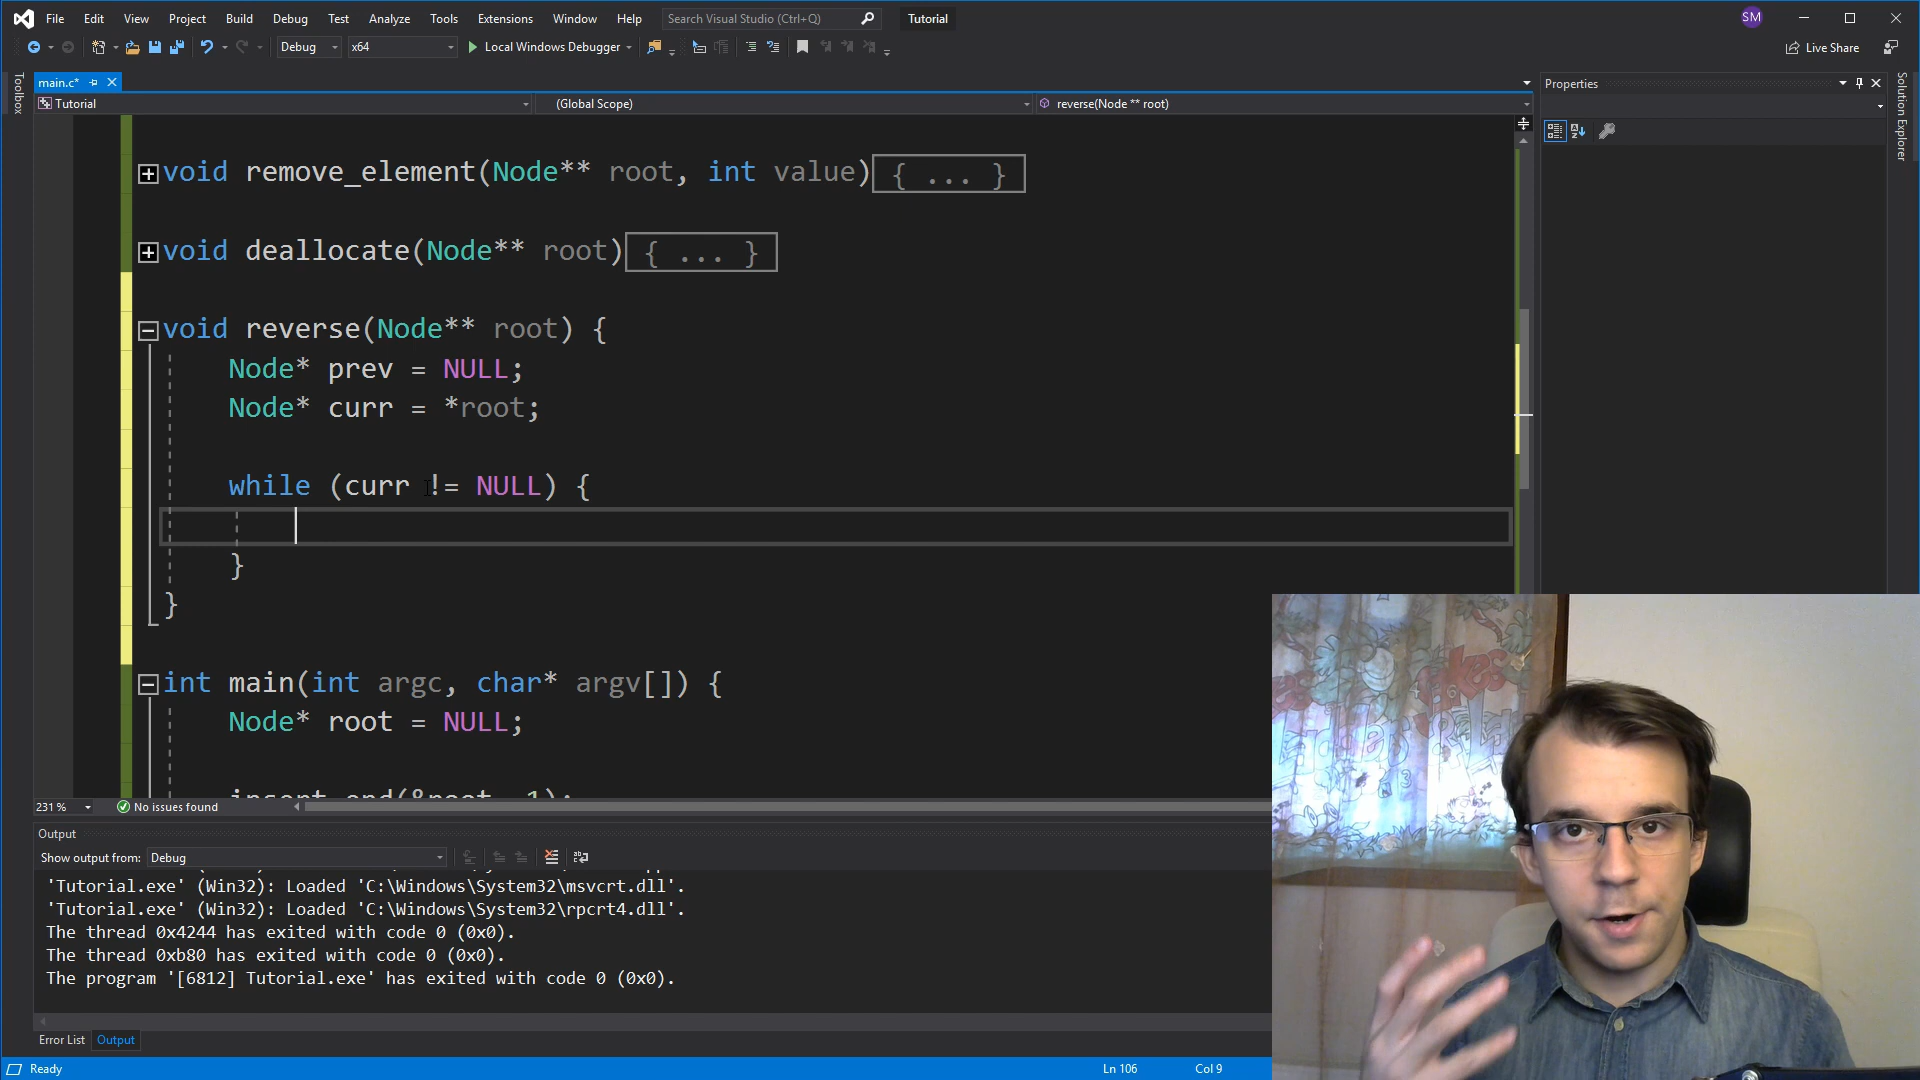 File Edit View Project Build Debug Test Analyze Tools Extensions Window Help Search Visual Studio (Ctrl+Q) Tutorial SM
Debug x64 Local Windows Debugger Live Share
Toolbox
main.c*
Tutorial (Global Scope) reverse(Node ** root)
Properties
Solution Explorer
void remove_element(Node** root, int value){ ... }
void deallocate(Node** root){ ... }
void reverse(Node** root) {
Node* prev = NULL;
Node* curr = *root;
while (curr != NULL) {
}
}
int main(int argc, char* argv[]) {
Node* root = NULL;
insert_end(&root, 1);
231 % No issues found
Output
Show output from: Debug
'Tutorial.exe' (Win32): Loaded 'C:\Windows\System32\msvcrt.dll'.
'Tutorial.exe' (Win32): Loaded 'C:\Windows\System32\rpcrt4.dll'.
The thread 0x4244 has exited with code 0 (0x0).
The thread 0xb80 has exited with code 0 (0x0).
The program '[6812] Tutorial.exe' has exited with code 0 (0x0).
Error List Output
Ready Ln 106 Col 9